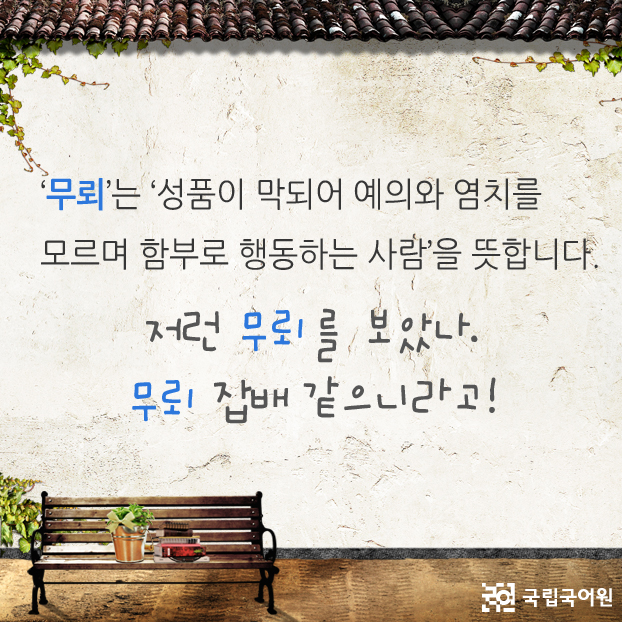 ‘무뢰’는 ‘성품이 막되어 예의와 염치를
모르며 함부로 행동하는 사람’을 뜻합니다.
저런 무뢰를 보았나.
무뢰 잡배 같으니라고!
국립국어원